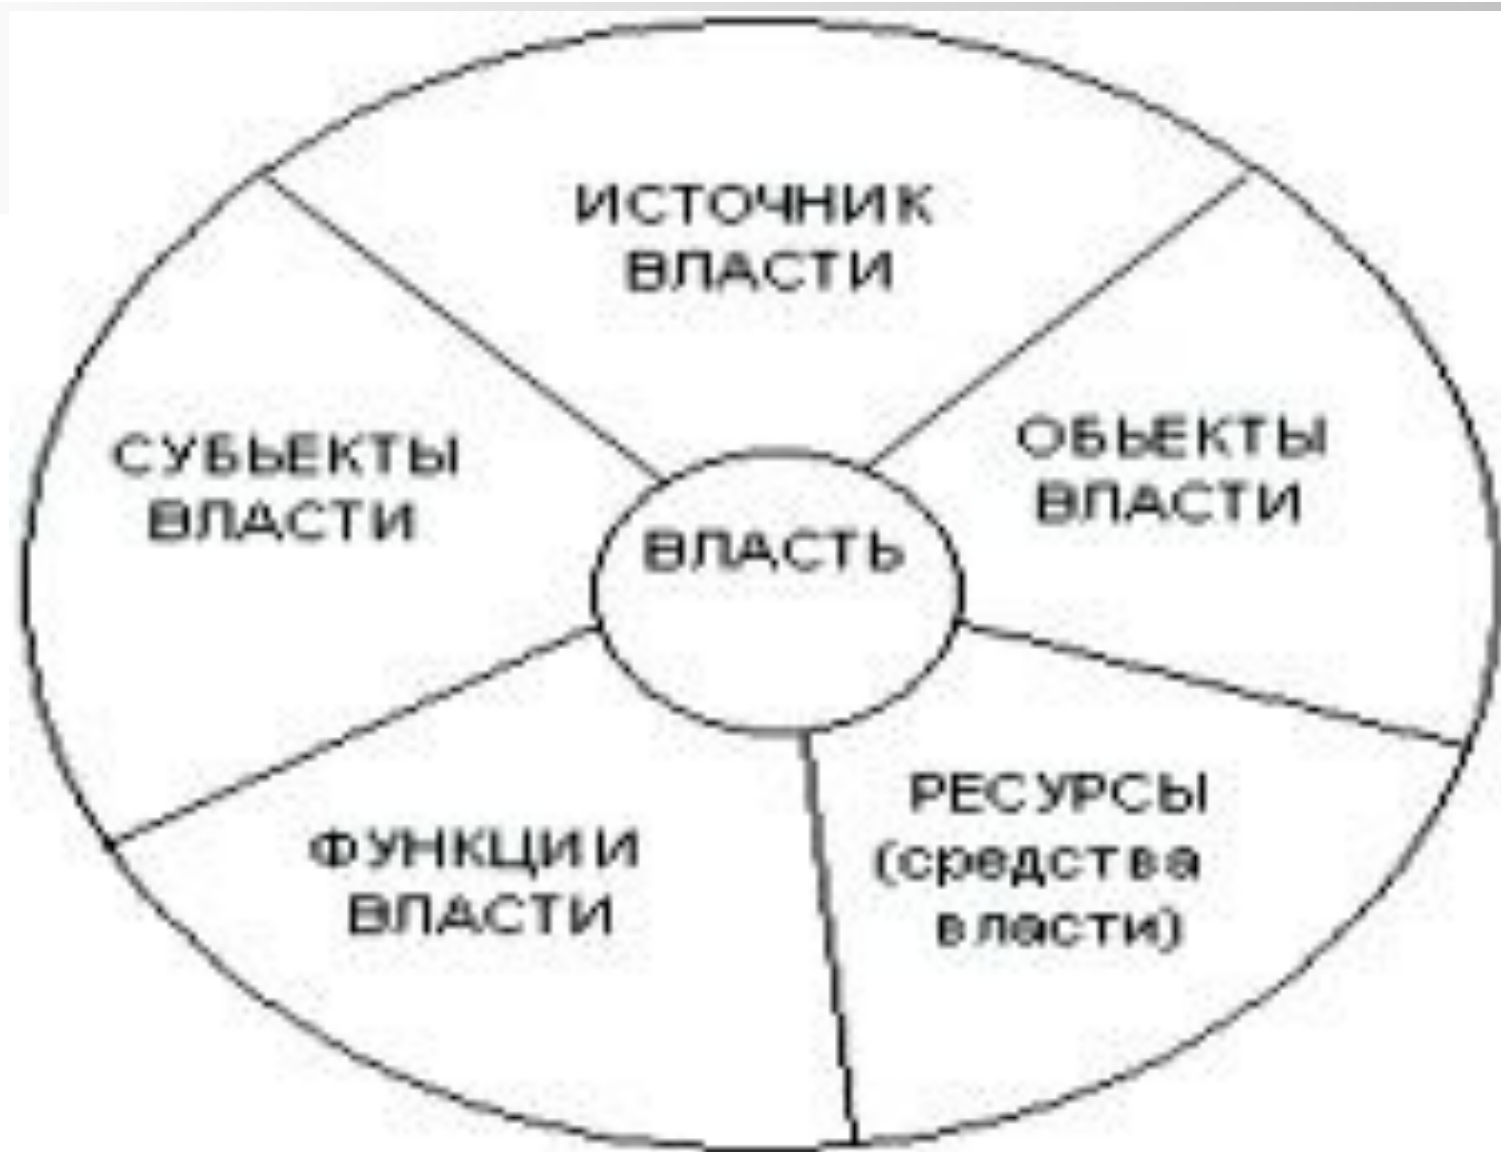 ИСТОЧНИК
ВЛАСТИ
СУБЬЕКТЫ
ВЛАСТИ
ОБЬЕКТЫ
ВЛАСТИ
ВЛАСТЬ
ФУНКЦИИ
ВЛАСТИ
РЕСУРСЫ
(средства
власти)